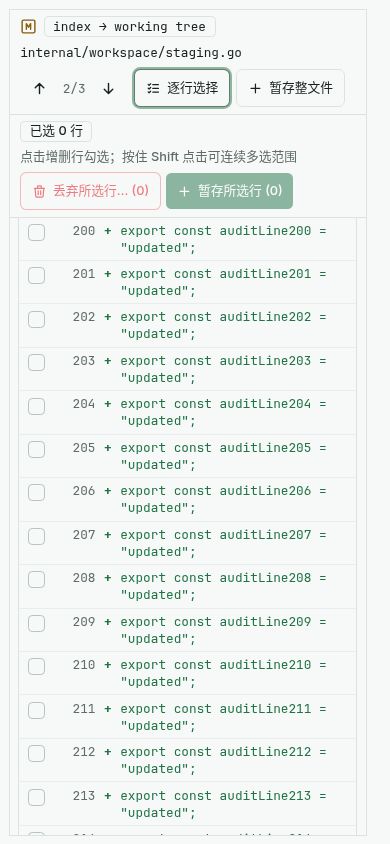 M index → working tree
internal/workspace/staging.go
↑ 2/3 ↓ 逐行选择 + 暂存整文件
已选 0 行
点击增删行勾选；按住 Shift 点击可连续多选范围
丢弃所选行... (0) + 暂存所选行 (0)
200 + export const auditLine200 =
"updated";
201 + export const auditLine201 =
"updated";
202 + export const auditLine202 =
"updated";
203 + export const auditLine203 =
"updated";
204 + export const auditLine204 =
"updated";
205 + export const auditLine205 =
"updated";
206 + export const auditLine206 =
"updated";
207 + export const auditLine207 =
"updated";
208 + export const auditLine208 =
"updated";
209 + export const auditLine209 =
"updated";
210 + export const auditLine210 =
"updated";
211 + export const auditLine211 =
"updated";
212 + export const auditLine212 =
"updated";
213 + export const auditLine213 =
"updated";